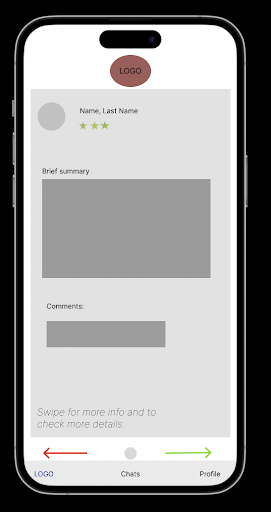 LOGO
Name, Last Name
Brief summary
Comments:
Swipe for more info and to
check more details.
LOGO Chats Profile